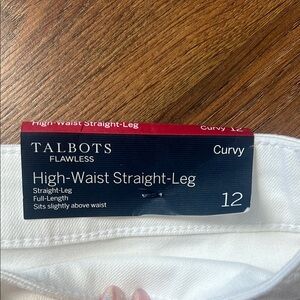 High-Waist Straight-Leg
Curvy 12
TALBOTS
FLAWLESS
Curvy
High-Waist Straight-Leg
Straight-Leg
Full-Length
Sits slightly above waist
12